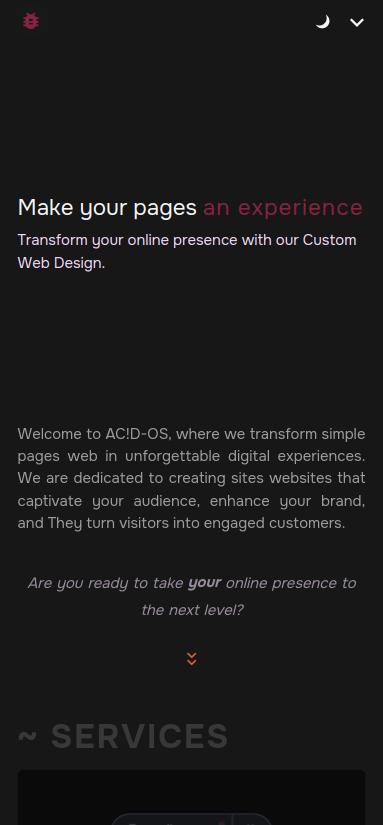 Make your pages an experience
Transform your online presence with our Custom
Web Design.
Welcome to AC!D-OS, where we transform simple
pages web in unforgettable digital experiences.
We are dedicated to creating sites websites that
captivate your audience, enhance your brand,
and They turn visitors into engaged customers.
Are you ready to take your online presence to
the next level?
~ SERVICES